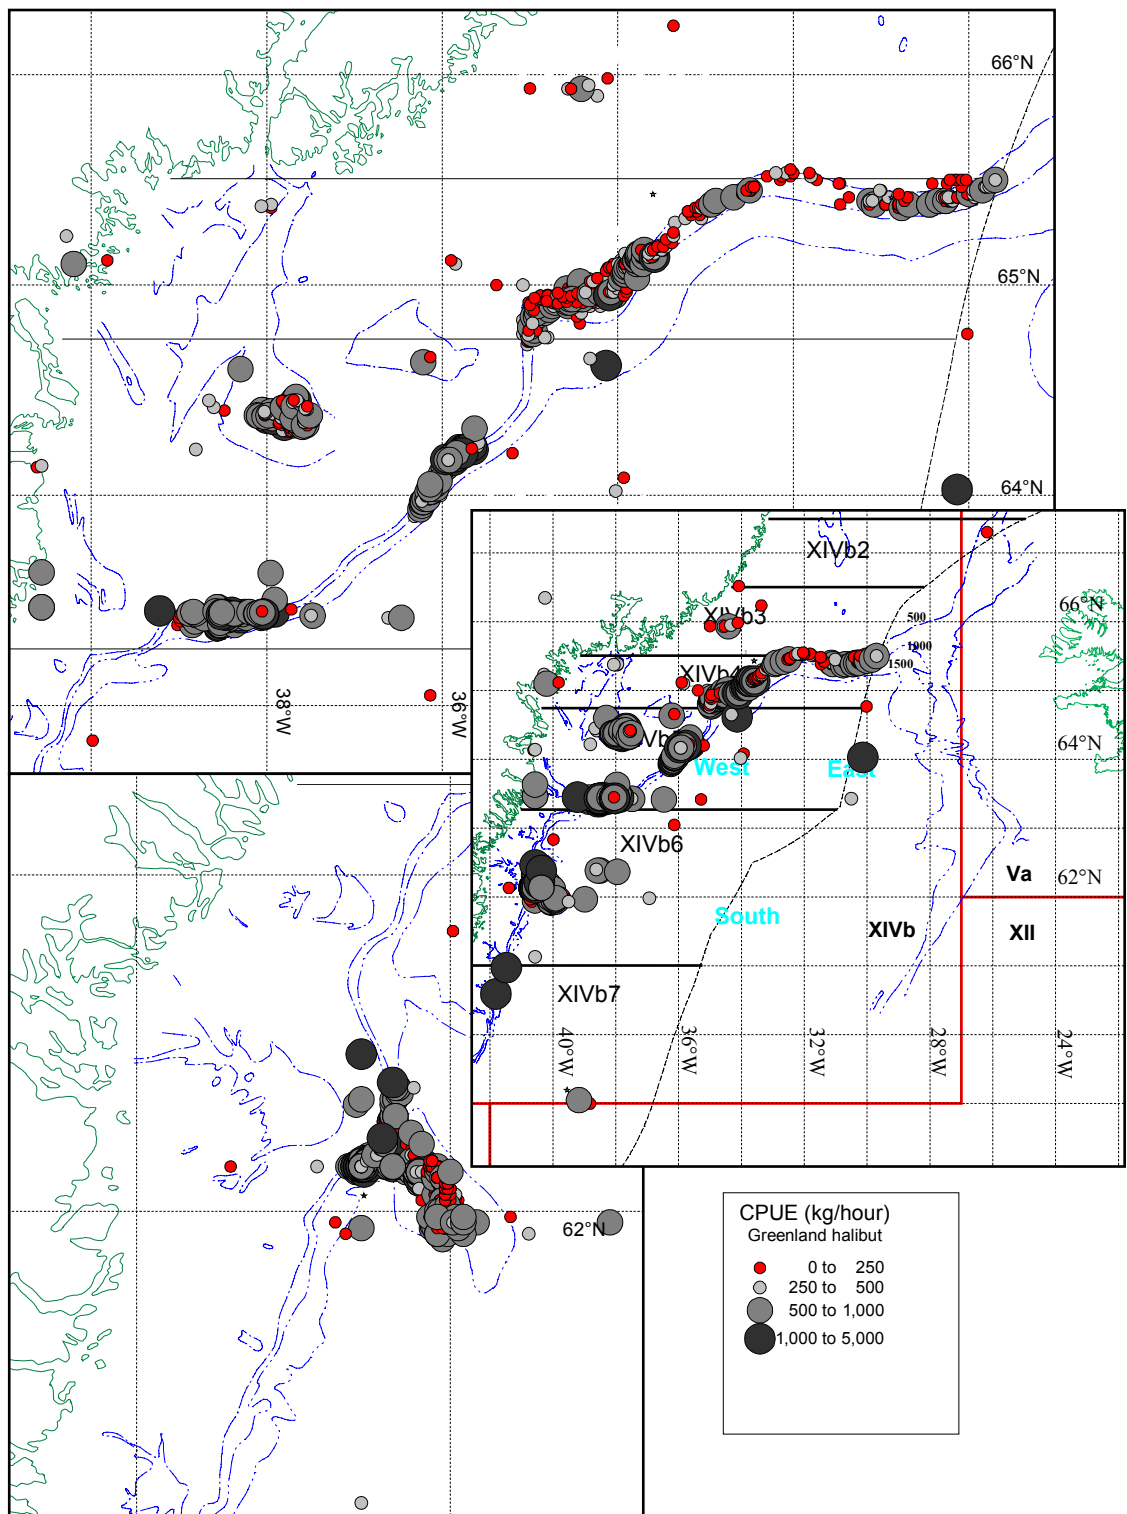 66°N
65°N
64°N
38°W
36°W
XIVb2
66°N
500
XIVb3
1000
1500
XIVb4
64°N
West
East
XIVb6
Va
62°N
South
XIVb
XII
XIVb7
40°W
36°W
32°W
28°W
24°W
62°N
CPUE (kg/hour)
Greenland halibut
0 to 250
250 to 500
500 to 1,000
1,000 to 5,000